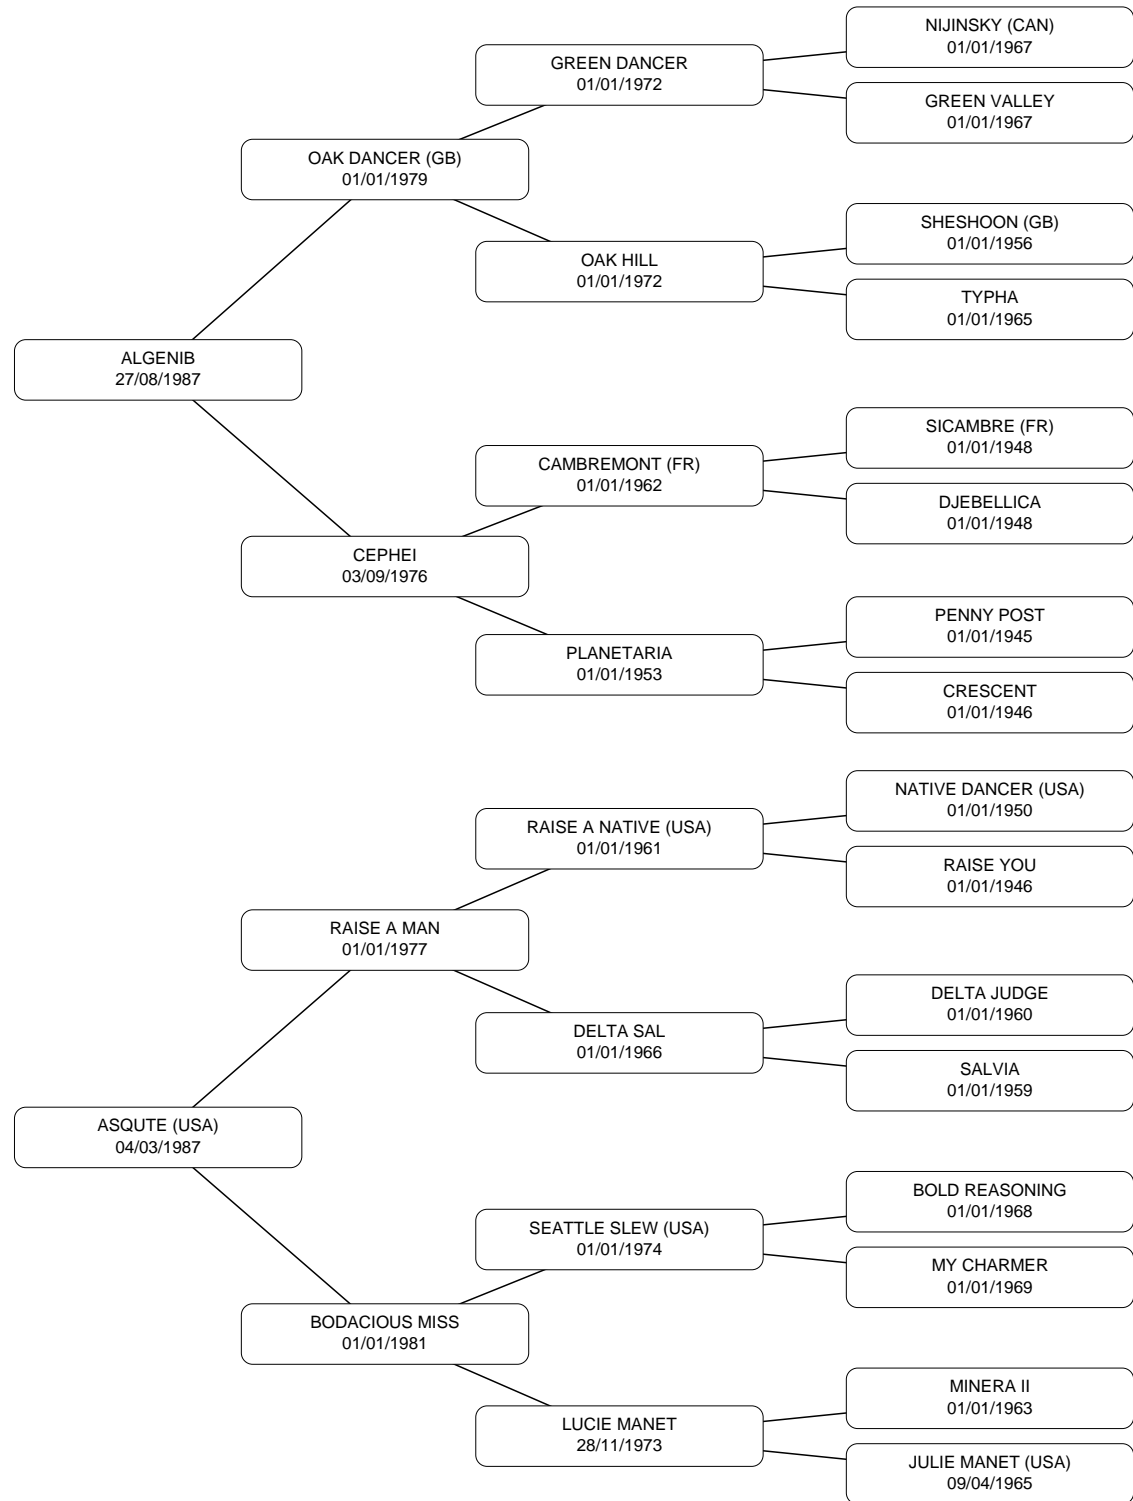 NIJINSKY (CAN)
01/01/1967
GREEN DANCER
01/01/1972
GREEN VALLEY
01/01/1967
OAK DANCER (GB)
01/01/1979
SHESHOON (GB)
01/01/1956
OAK HILL
01/01/1972
TYPHA
01/01/1965
ALGENIB
27/08/1987
SICAMBRE (FR)
01/01/1948
CAMBREMONT (FR)
01/01/1962
DJEBELLICA
01/01/1948
CEPHEI
03/09/1976
PENNY POST
01/01/1945
PLANETARIA
01/01/1953
CRESCENT
01/01/1946
NATIVE DANCER (USA)
01/01/1950
RAISE A NATIVE (USA)
01/01/1961
RAISE YOU
01/01/1946
RAISE A MAN
01/01/1977
DELTA JUDGE
01/01/1960
DELTA SAL
01/01/1966
SALVIA
01/01/1959
ASQUTE (USA)
04/03/1987
BOLD REASONING
01/01/1968
SEATTLE SLEW (USA)
01/01/1974
MY CHARMER
01/01/1969
BODACIOUS MISS
01/01/1981
MINERA II
01/01/1963
LUCIE MANET
28/11/1973
JULIE MANET (USA)
09/04/1965